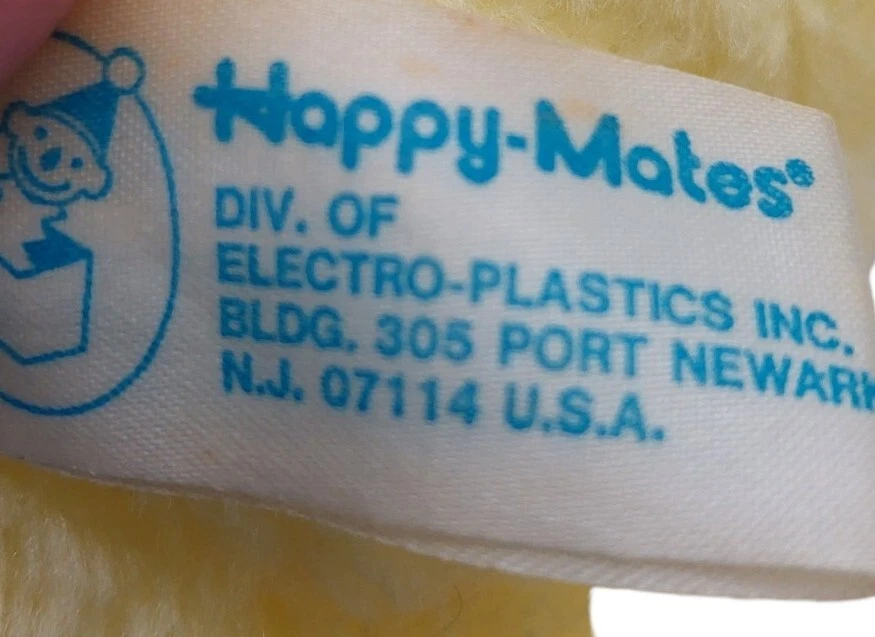 Happy-Mates®
DIV. OF
ELECTRO-PLASTICS INC.
BLDG. 305 PORT NEWARK
N.J. 07114 U.S.A.